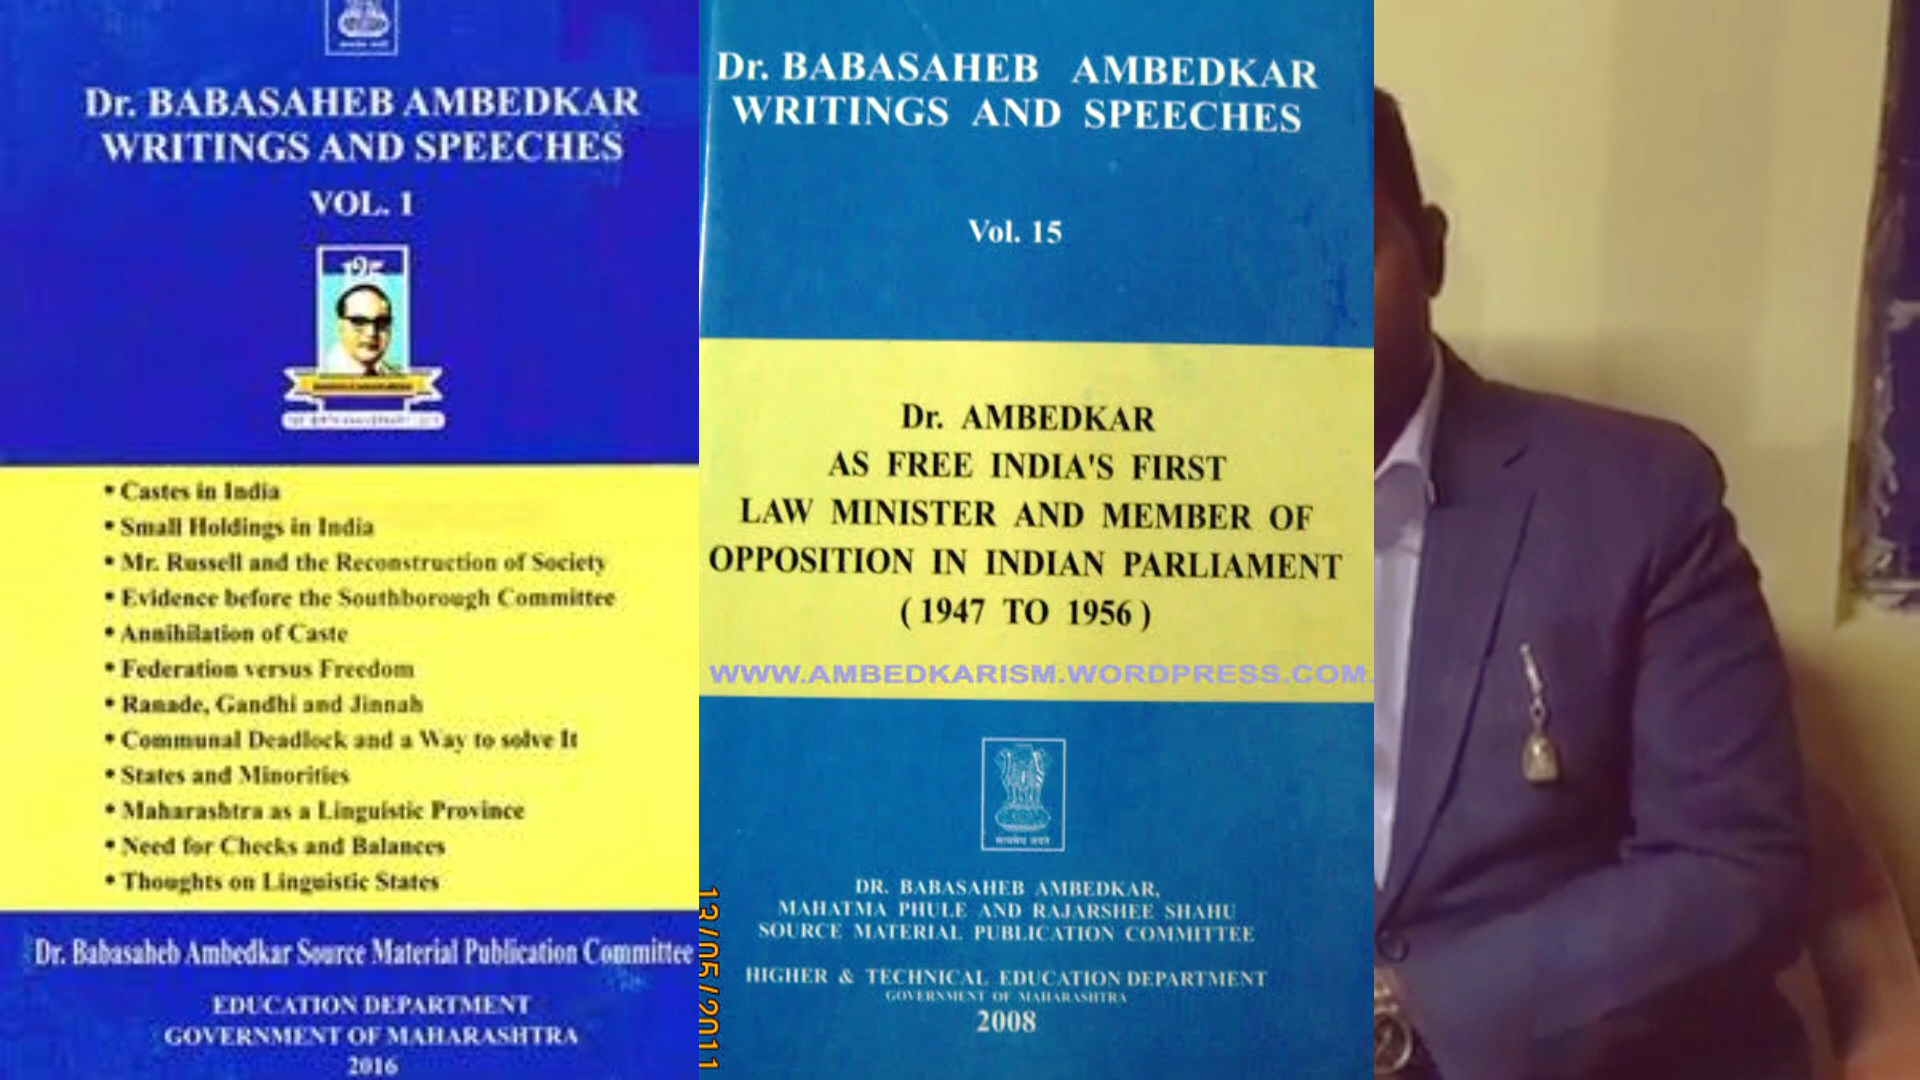 Dr. BABASAHEB AMBEDKAR
WRITINGS AND SPEECHES
VOL. 1
• Castes in India
• Small Holdings in India
• Mr. Russell and the Reconstruction of Society
• Evidence before the Southborough Committee
• Annihilation of Caste
• Federation versus Freedom
• Ranade, Gandhi and Jinnah
• Communal Deadlock and a Way to solve It
• States and Minorities
• Maharashtra as a Linguistic Province
• Need for Checks and Balances
• Thoughts on Linguistic States
Dr. Babasaheb Ambedkar Source Material Publication Committee
EDUCATION DEPARTMENT
GOVERNMENT OF MAHARASHTRA
2016
Dr. BABASAHEB AMBEDKAR
WRITINGS AND SPEECHES
Vol. 15
Dr. AMBEDKAR
AS FREE INDIA'S FIRST
LAW MINISTER AND MEMBER OF
OPPOSITION IN INDIAN PARLIAMENT
( 1947 TO 1956 )
WWW.AMBEDKARISM.WORDPRESS.COM
सत्यमेव जयते
DR. BABASAHEB AMBEDKAR,
MAHATMA PHULE AND RAJARSHEE SHAHU
SOURCE MATERIAL PUBLICATION COMMITTEE
HIGHER & TECHNICAL EDUCATION DEPARTMENT
GOVERNMENT OF MAHARASHTRA
2008
13/05/2011